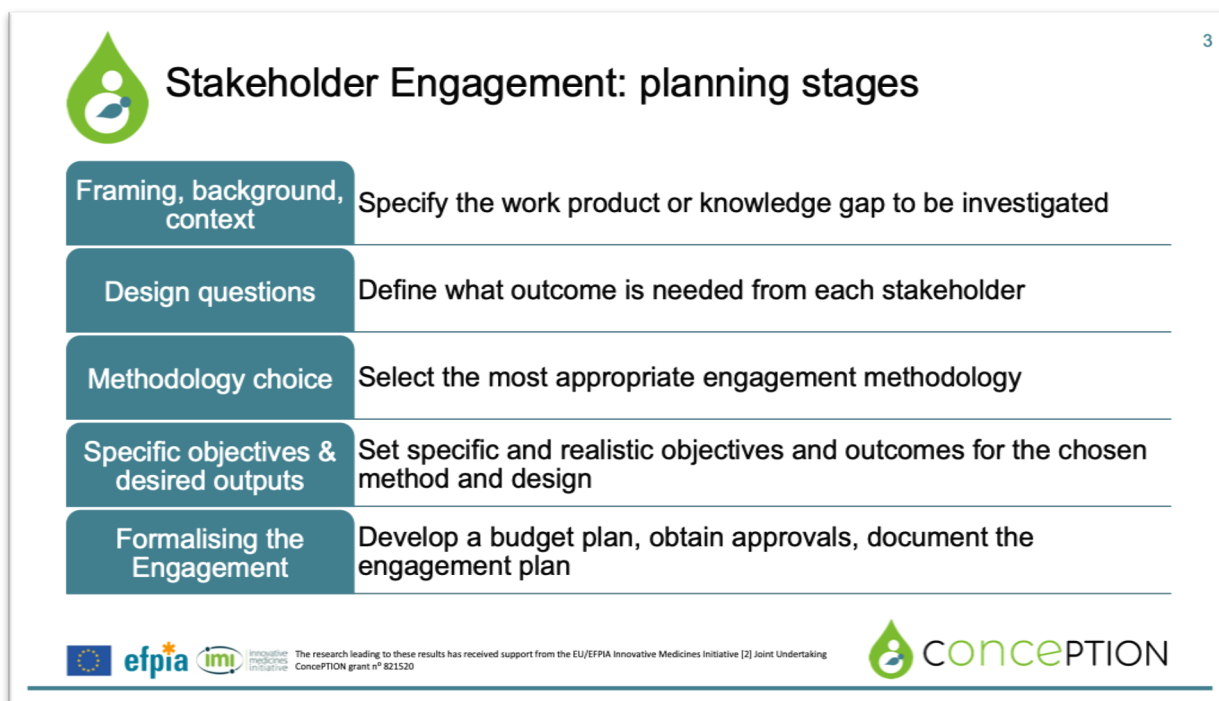 3
Stakeholder Engagement: planning stages
Framing, background,
context
Specify the work product or knowledge gap to be investigated
Design questions
Define what outcome is needed from each stakeholder
Methodology choice
Select the most appropriate engagement methodology
Specific objectives &
desired outputs
Set specific and realistic objectives and outcomes for the chosen
method and design
Formalising the
Engagement
Develop a budget plan, obtain approvals, document the
engagement plan
efpia
imi
innovative
medicines
initiative
The research leading to these results has received support from the EU/EFPIA Innovative Medicines Initiative [2] Joint Undertaking
ConcePTION grant nº 821520
concePTION